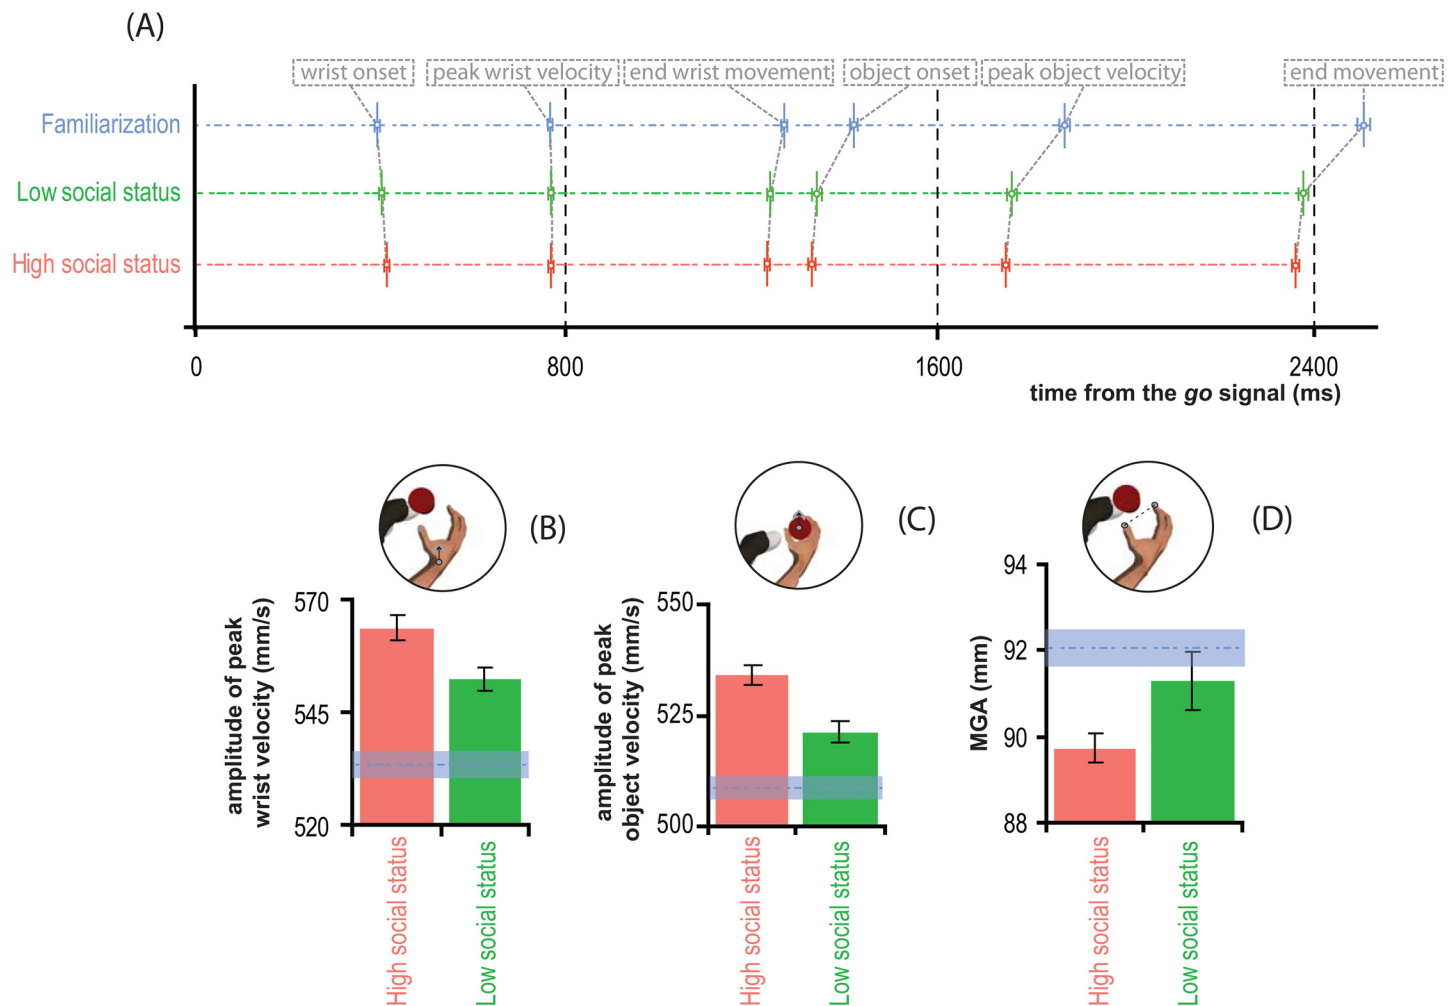 (A)
wrist onset
peak wrist velocity
end wrist movement
object onset
peak object velocity
end movement
Familiarization
Low social status
High social status
0
800
1600
2400
time from the go signal (ms)
(B)
570
545
520
amplitude of peak
wrist velocity (mm/s)
High social status
Low social status
(C)
550
525
500
amplitude of peak
object velocity (mm/s)
High social status
Low social status
(D)
94
92
90
88
MGA (mm)
High social status
Low social status